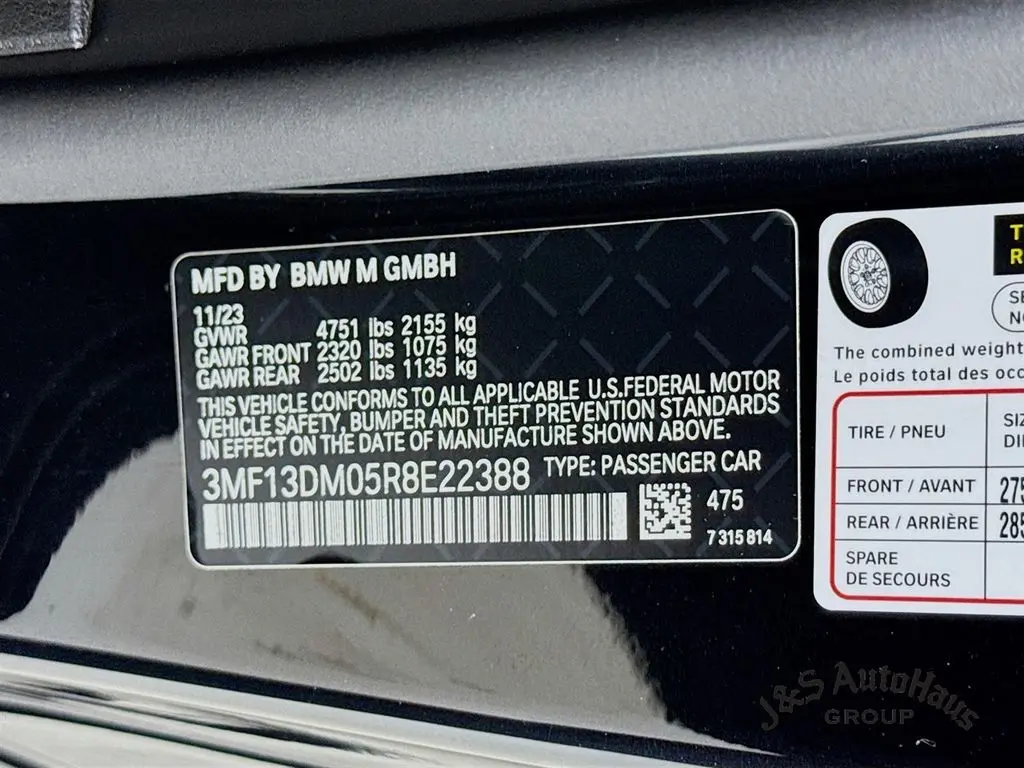 MFD BY BMW M GMBH
11/23
GVWR 4751 lbs 2155 kg
GAWR FRONT 2320 lbs 1075 kg
GAWR REAR 2502 lbs 1135 kg
THIS VEHICLE CONFORMS TO ALL APPLICABLE U.S.FEDERAL MOTOR
VEHICLE SAFETY, BUMPER AND THEFT PREVENTION STANDARDS
IN EFFECT ON THE DATE OF MANUFACTURE SHOWN ABOVE.
3MF13DM05R8E22388 TYPE: PASSENGER CAR
475
7 315 814
The combined weight
Le poids total des occ
TIRE / PNEU
FRONT / AVANT 275
REAR / ARRIÈRE 285
SPARE
DE SECOURS
J&S AutoHaus
GROUP